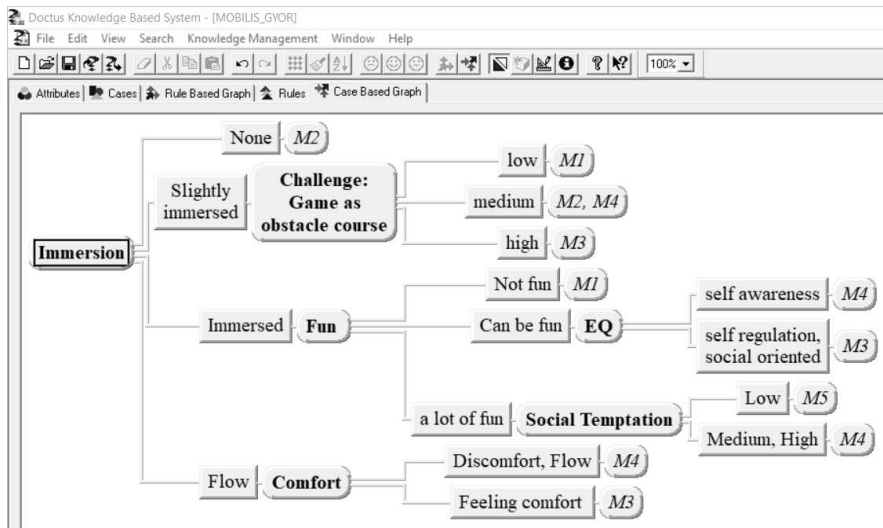 Doctus Knowledge Based System - [MOBILIS_GYOR]
File Edit View Search Knowledge Management Window Help
100%
Attributes Cases Rule Based Graph Rules Case Based Graph
None M2
low M1
Slightly immersed
Challenge:
Game as
obstacle course
medium M2, M4
high M3
Immersion
Not fun M1
self awareness M4
Immersed Fun
Can be fun EQ
self regulation,
social oriented M3
Low M5
a lot of fun Social Temptation
Medium, High M4
Discomfort, Flow M4
Flow Comfort
Feeling comfort M3